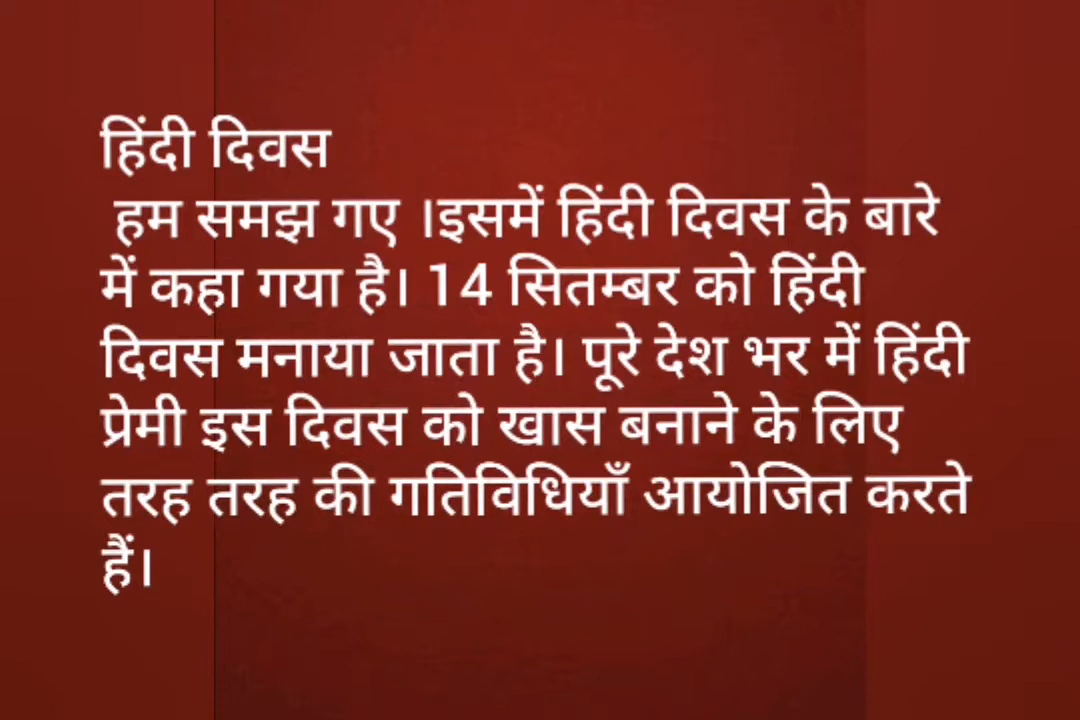 हिंदी दिवस
हम समझ गए ।इसमें हिंदी दिवस के बारे
में कहा गया है। 14 सितम्बर को हिंदी
दिवस मनाया जाता है। पूरे देश भर में हिंदी
प्रेमी इस दिवस को खास बनाने के लिए
तरह तरह की गतिविधियाँ आयोजित करते
हैं।